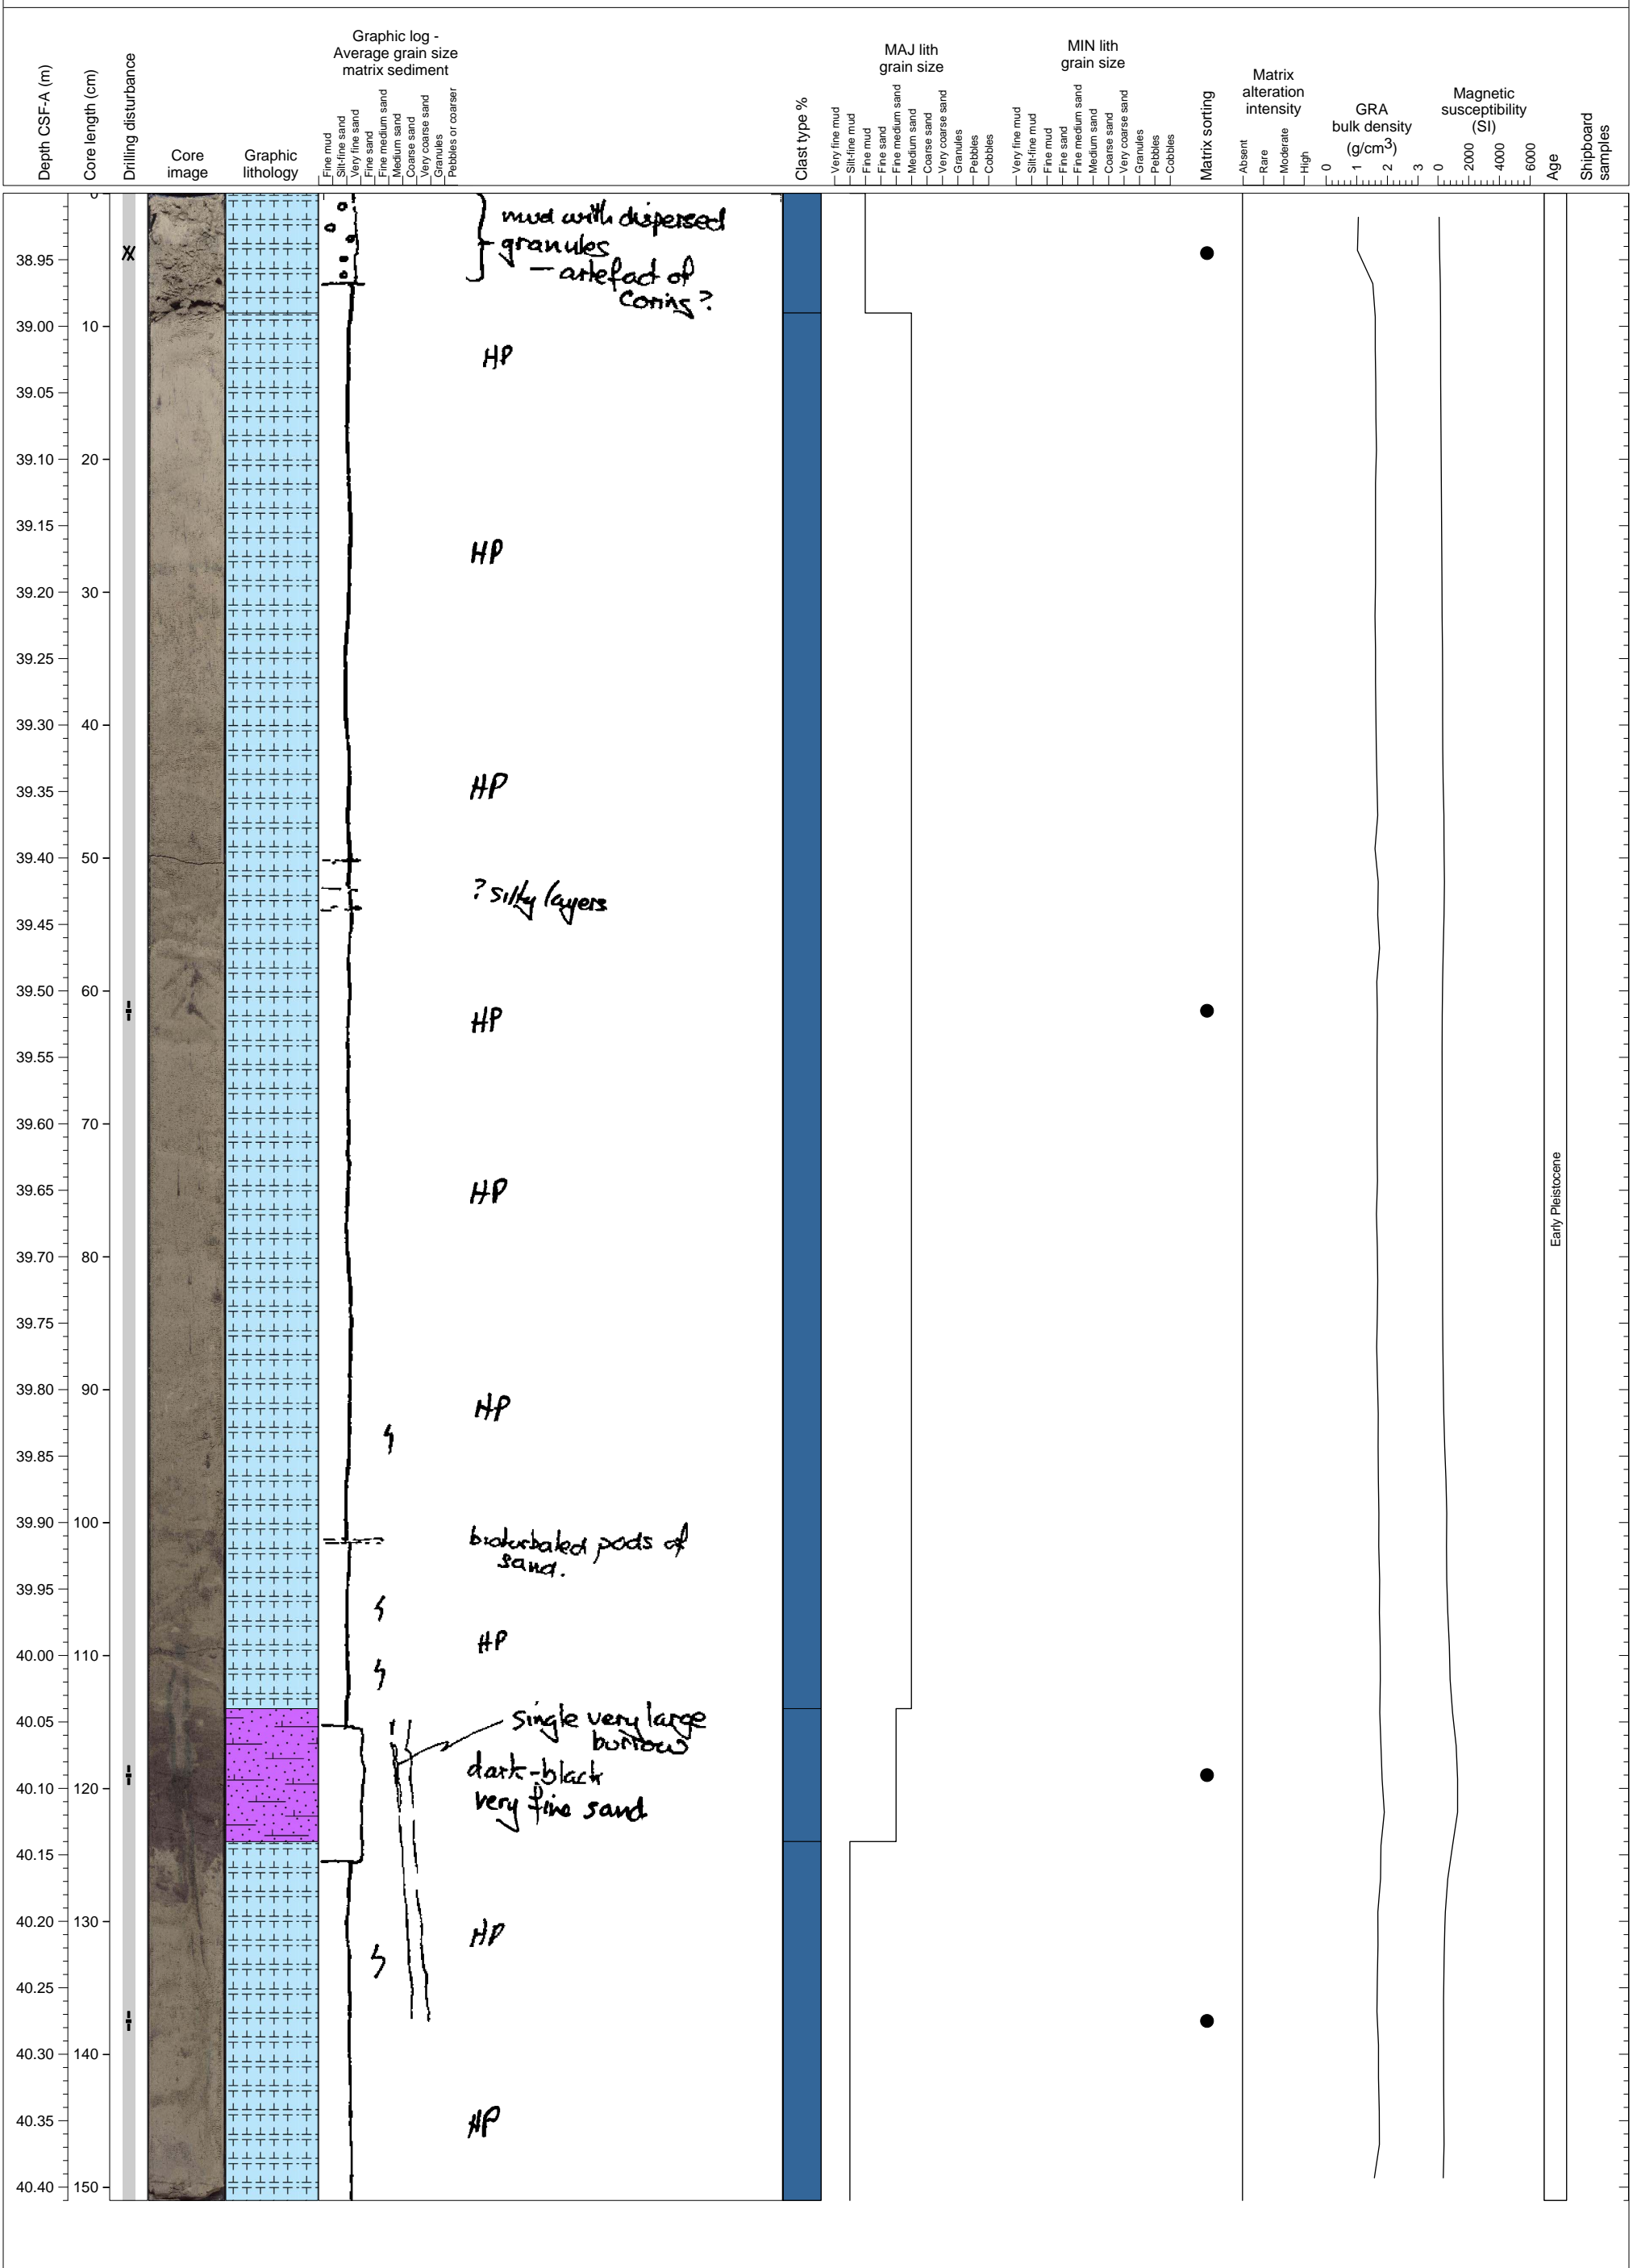 Depth CSF-A (m)
Core length (cm)
Drilling disturbance
Core
image
Graphic
lithology
Graphic log -
Average grain size
matrix sediment
Fine mud
Silt-fine sand
Very fine sand
Fine sand
Fine medium sand
Medium sand
Coarse sand
Very coarse sand
Granules
Pebbles or coarser
Clast type %
MAJ lith
grain size
Very fine mud
Silt-fine mud
Fine mud
Fine sand
Fine medium sand
Medium sand
Coarse sand
Very coarse sand
Granules
Pebbles
Cobbles
MIN lith
grain size
Very fine mud
Silt-fine mud
Fine mud
Fine sand
Fine medium sand
Medium sand
Coarse sand
Very coarse sand
Granules
Pebbles
Cobbles
Matrix sorting
Matrix
alteration
intensity
Absent
Rare
Moderate
High
GRA
bulk density
(g/cm3)
0 1 2 3
Magnetic
susceptibility
(SI)
0 2000 4000 6000
Age
Shipboard
samples
0
mud with dispersed
granules
— artefact of
coring?
38.95
39.00 10
HP
39.05
39.10 20
39.15
HP
39.20 30
39.25
39.30 40
39.35
HP
39.40 50
? silty layers
39.45
39.50 60
HP
39.55
39.60 70
39.65
HP
Early Pleistocene
39.70 80
39.75
39.80 90
HP
39.85
39.90 100
bioturbated pods of
sand.
39.95
HP
40.00 110
40.05
single very large
burrow
dark-black
very fine sand
40.10 120
40.15
40.20 130
HP
40.25
40.30 140
40.35
HP
40.40 150